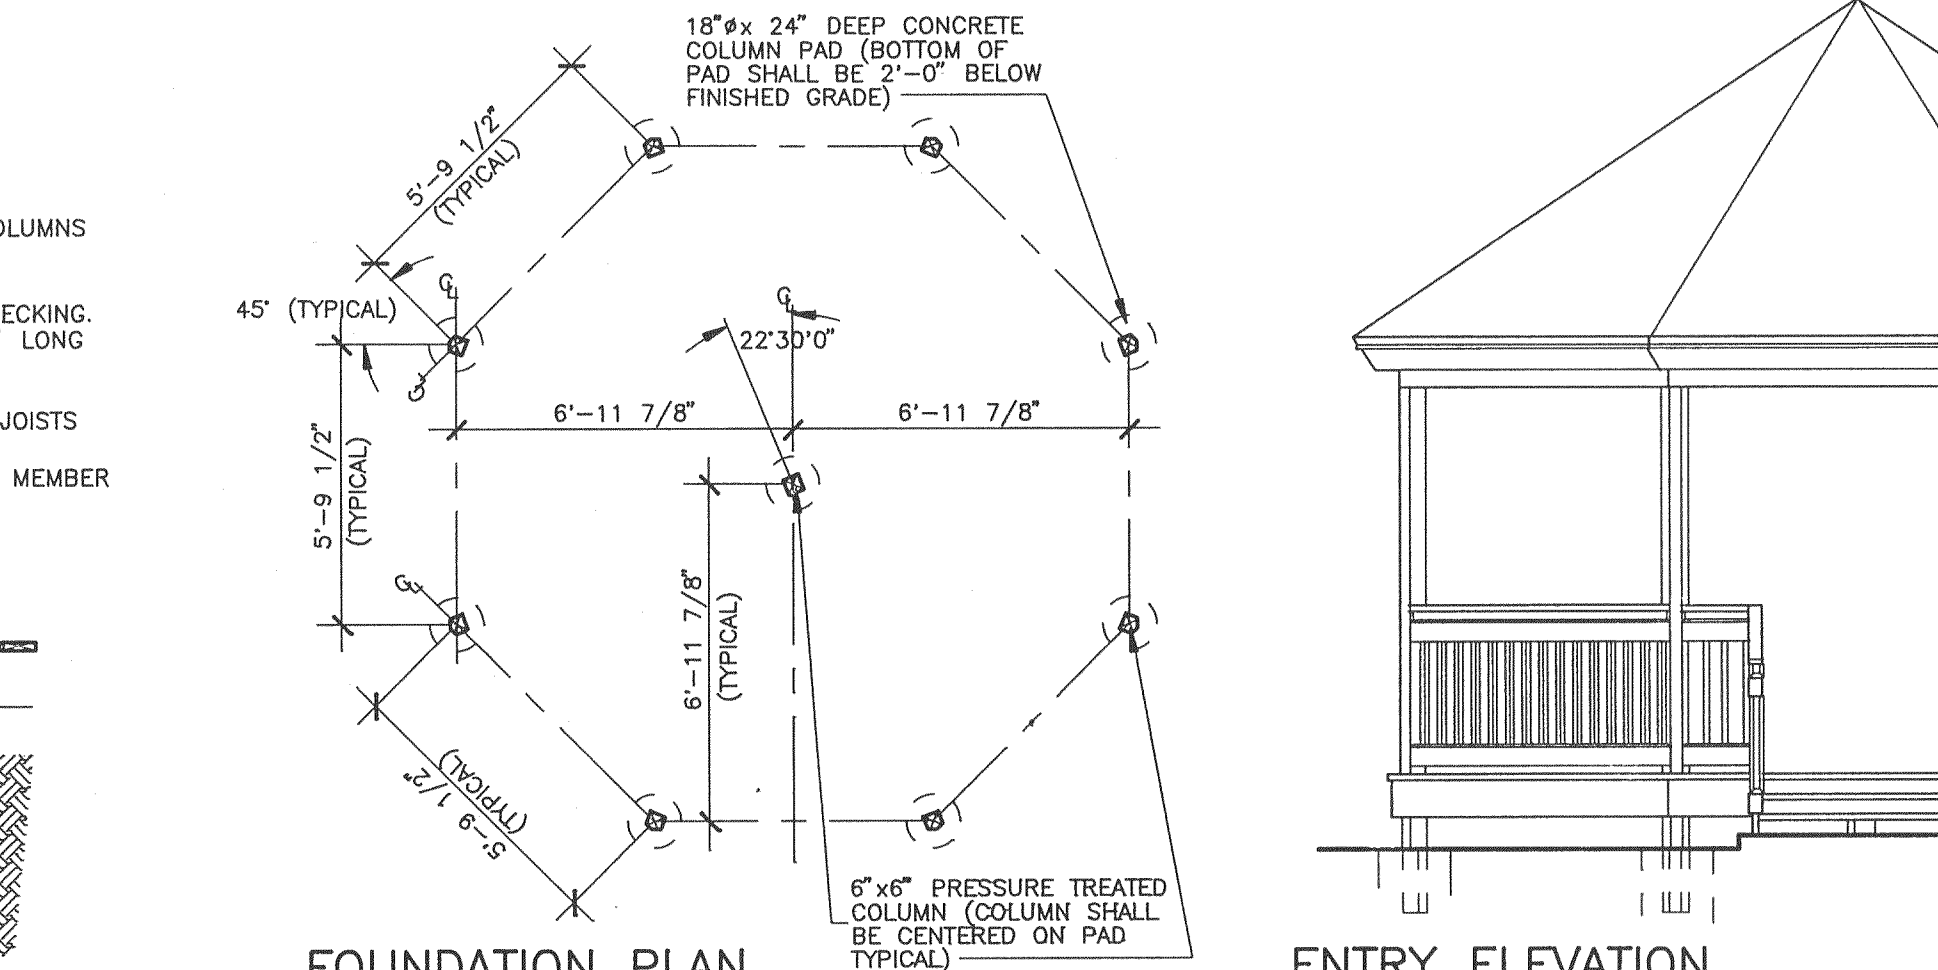 18"øx 24" DEEP CONCRETE
COLUMN PAD (BOTTOM OF
PAD SHALL BE 2'-0" BELOW
FINISHED GRADE)
5'-9 1/2"
(TYPICAL)
OLUMNS
ECKING.
LONG
JOISTS
MEMBER
45° (TYPICAL)
℄
℄
℄
℄
22°30'0"
6'-11 7/8"
6'-11 7/8"
5'-9 1/2"
(TYPICAL)
6'-11 7/8"
(TYPICAL)
5'-9 1/2"
(TYPICAL)
6"x6" PRESSURE TREATED
COLUMN (COLUMN SHALL
BE CENTERED ON PAD
TYPICAL)
FOUNDATION PLAN
ENTRY ELEVATION